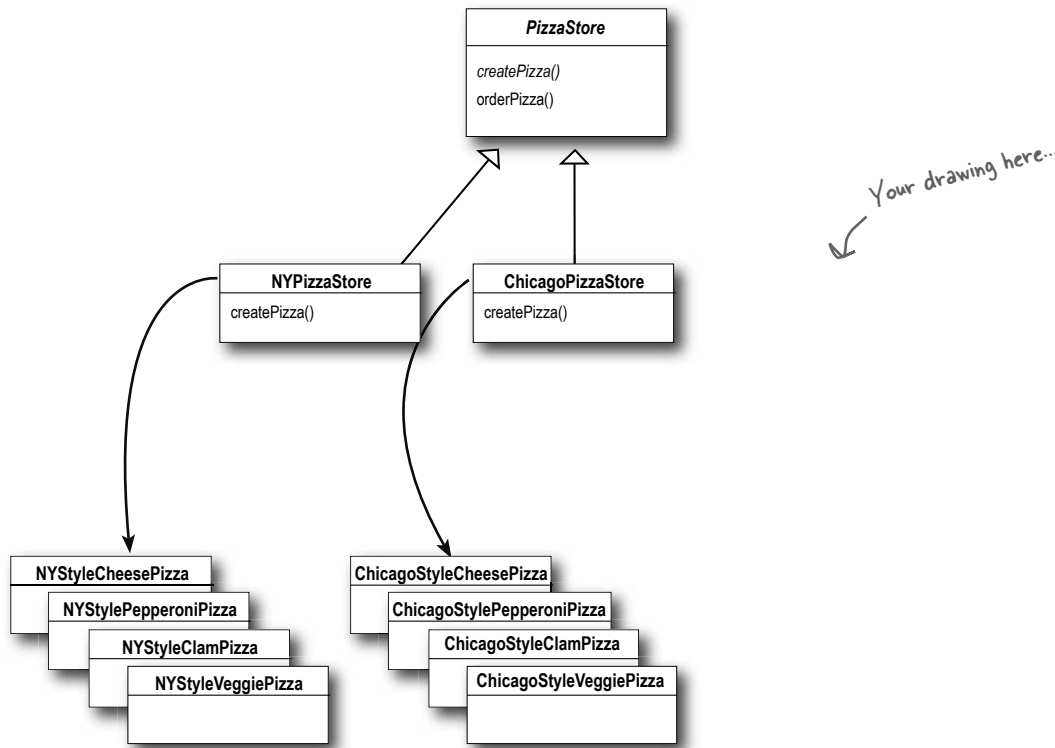 PizzaStore
createPizza()
orderPizza()
Your drawing here...
NYPizzaStore
createPizza()
ChicagoPizzaStore
createPizza()
NYStyleCheesePizza
NYStylePepperoniPizza
NYStyleClamPizza
NYStyleVeggiePizza
ChicagoStyleCheesePizza
ChicagoStylePepperoniPizza
ChicagoStyleClamPizza
ChicagoStyleVeggiePizza